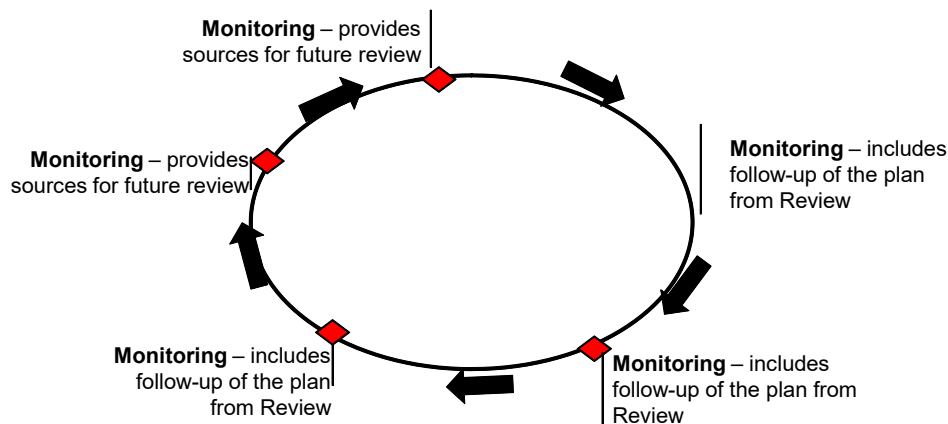 Monitoring – provides
sources for future review
Monitoring – provides
sources for future review
Monitoring – includes
follow-up of the plan
from Review
Monitoring – includes
follow-up of the plan
from Review
Monitoring – includes
follow-up of the plan from
Review